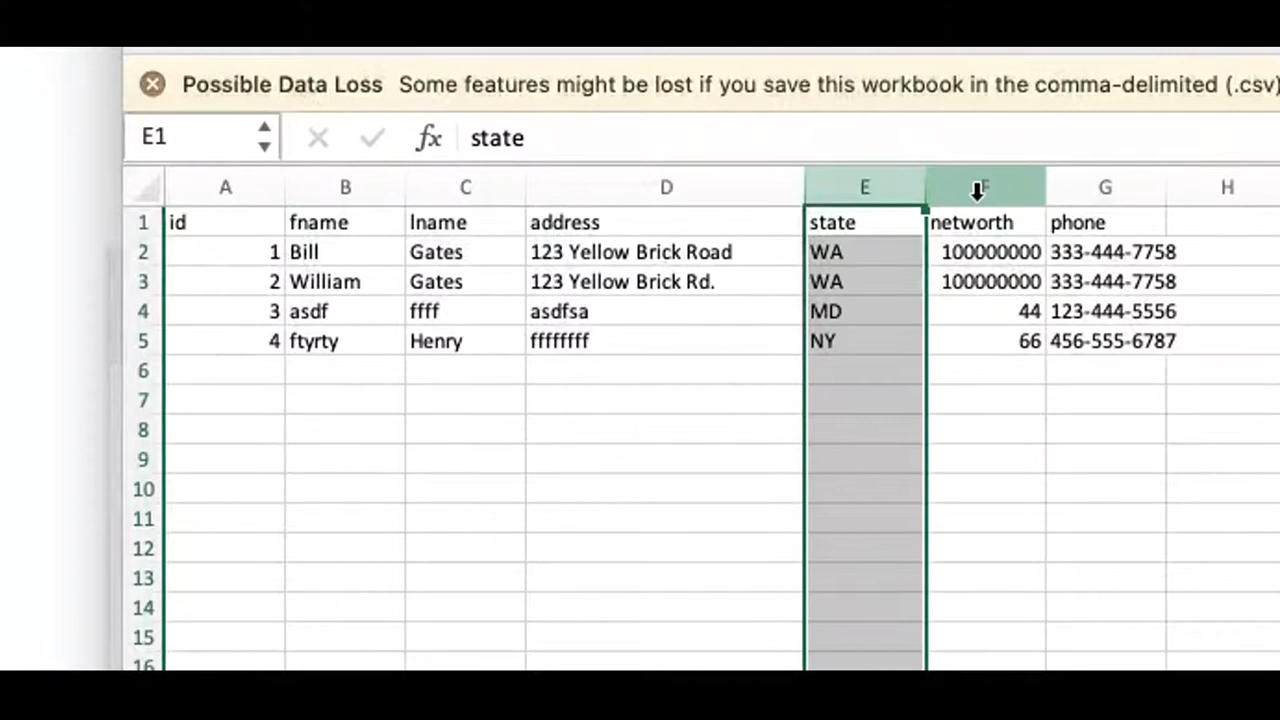 Possible Data Loss Some features might be lost if you save this workbook in the comma-delimited (.csv)
E1 fx state
A B C D E F G H
1 id fname lname address state networth phone
2 1 Bill Gates 123 Yellow Brick Road WA 100000000 333-444-7758
3 2 William Gates 123 Yellow Brick Rd. WA 100000000 333-444-7758
4 3 asdf ffff asdfsa MD 44 123-444-5556
5 4 ftyrty Henry ffffffff NY 66 456-555-6787
6
7
8
9
10
11
12
13
14
15
16